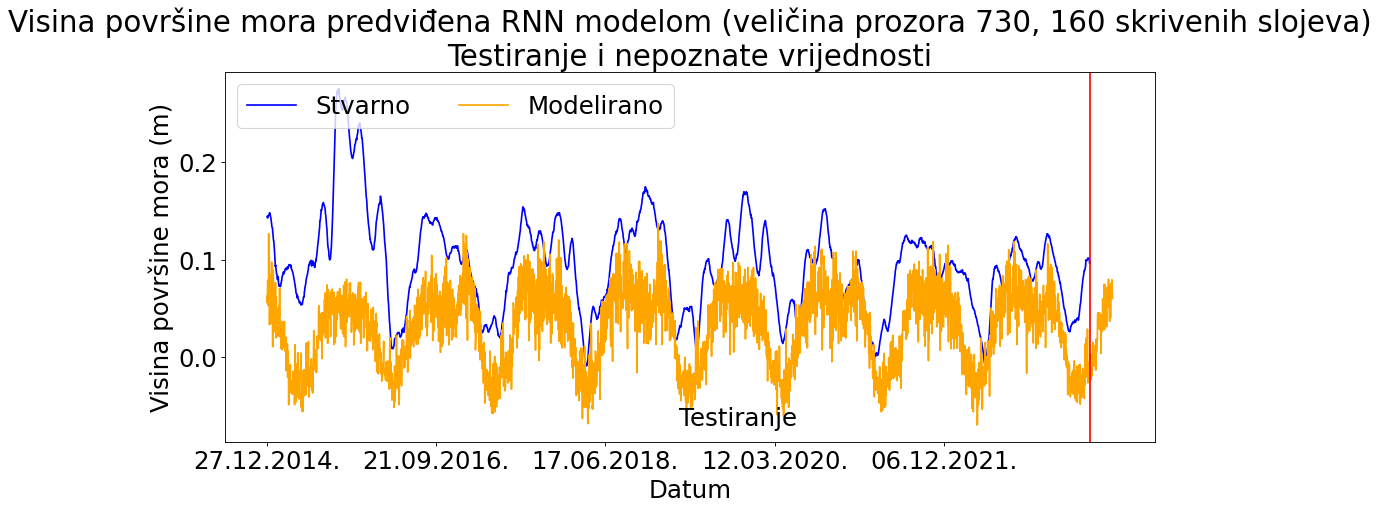 Visina površine mora predviđena RNN modelom (veličina prozora 730, 160 skrivenih slojeva)
Testiranje i nepoznate vrijednosti
Stvarno
Modelirano
Visina površine mora (m)
0.2
0.1
0.0
Testiranje
27.12.2014.
21.09.2016.
17.06.2018.
12.03.2020.
06.12.2021.
Datum